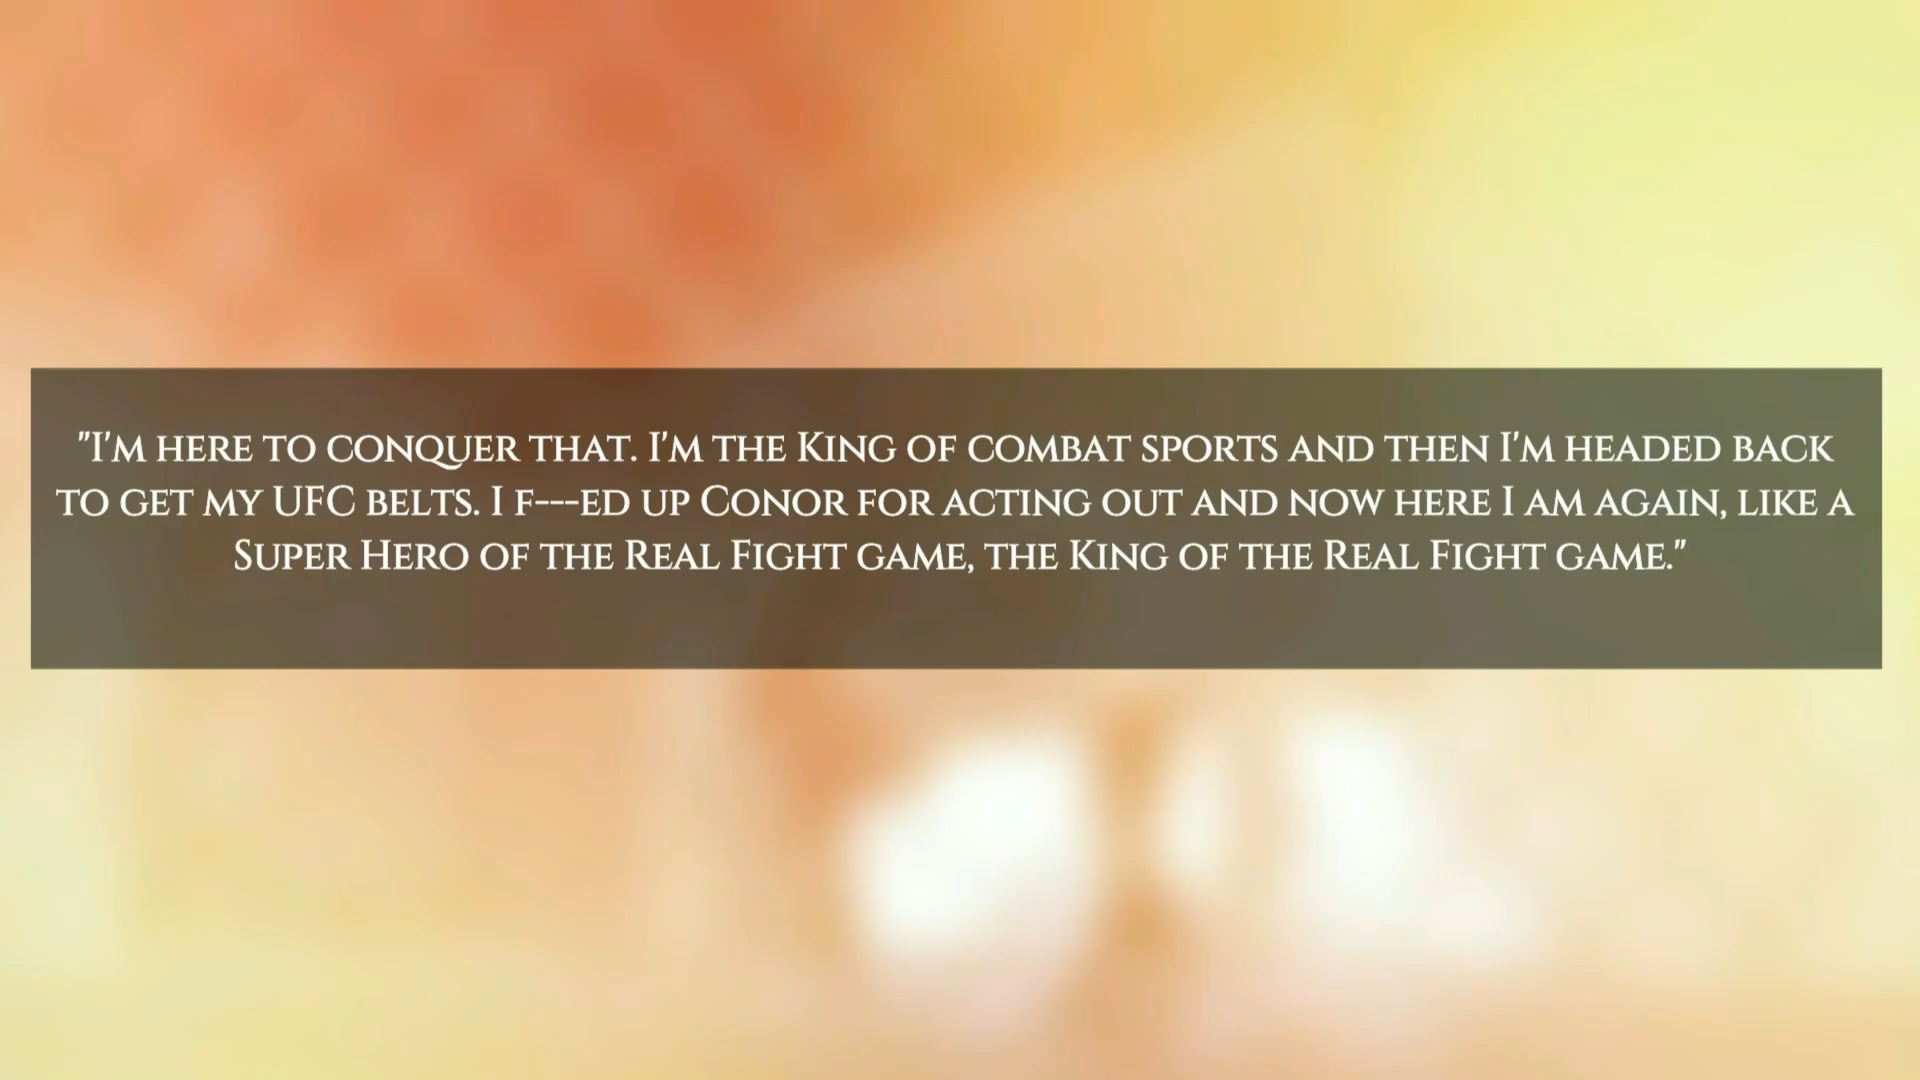 "I'm here to conquer that. I'm the King of combat sports and then I'm headed back
to get my UFC belts. I f---ed up Conor for acting out and now here I am again, like a
Super Hero of the Real Fight game, the King of the Real Fight game."